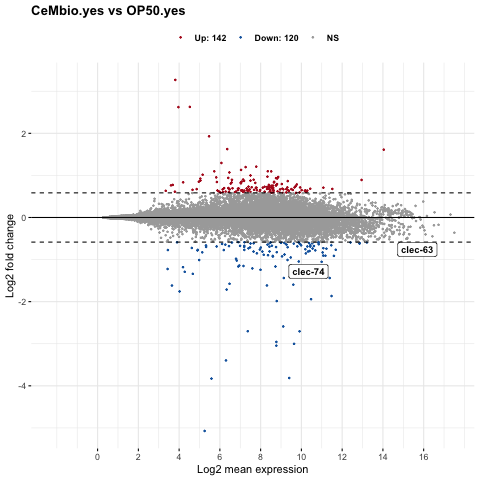 CeMbio.yes vs OP50.yes
Up: 142 Down: 120 NS
Log2 fold change
2
0
-2
-4
clec-63
clec-74
0 2 4 6 8 10 12 14 16
Log2 mean expression